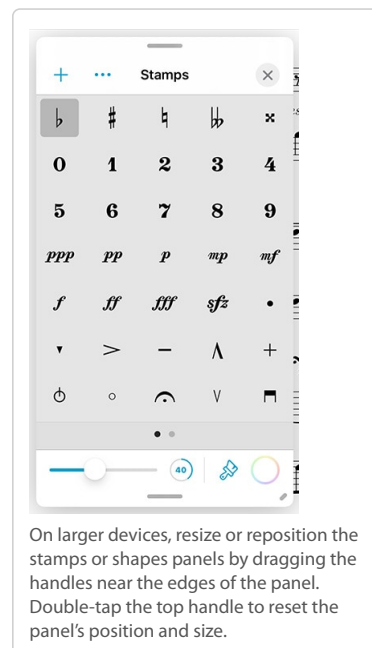 + ••• Stamps ×
♭ ♯ ♮ 𝄫 𝄪
0 1 2 3 4
5 6 7 8 9
ppp pp p mp mf
f ff fff sfz •
▾ > – Λ +
○ V
40
On larger devices, resize or reposition the
stamps or shapes panels by dragging the
handles near the edges of the panel.
Double-tap the top handle to reset the
panel’s position and size.